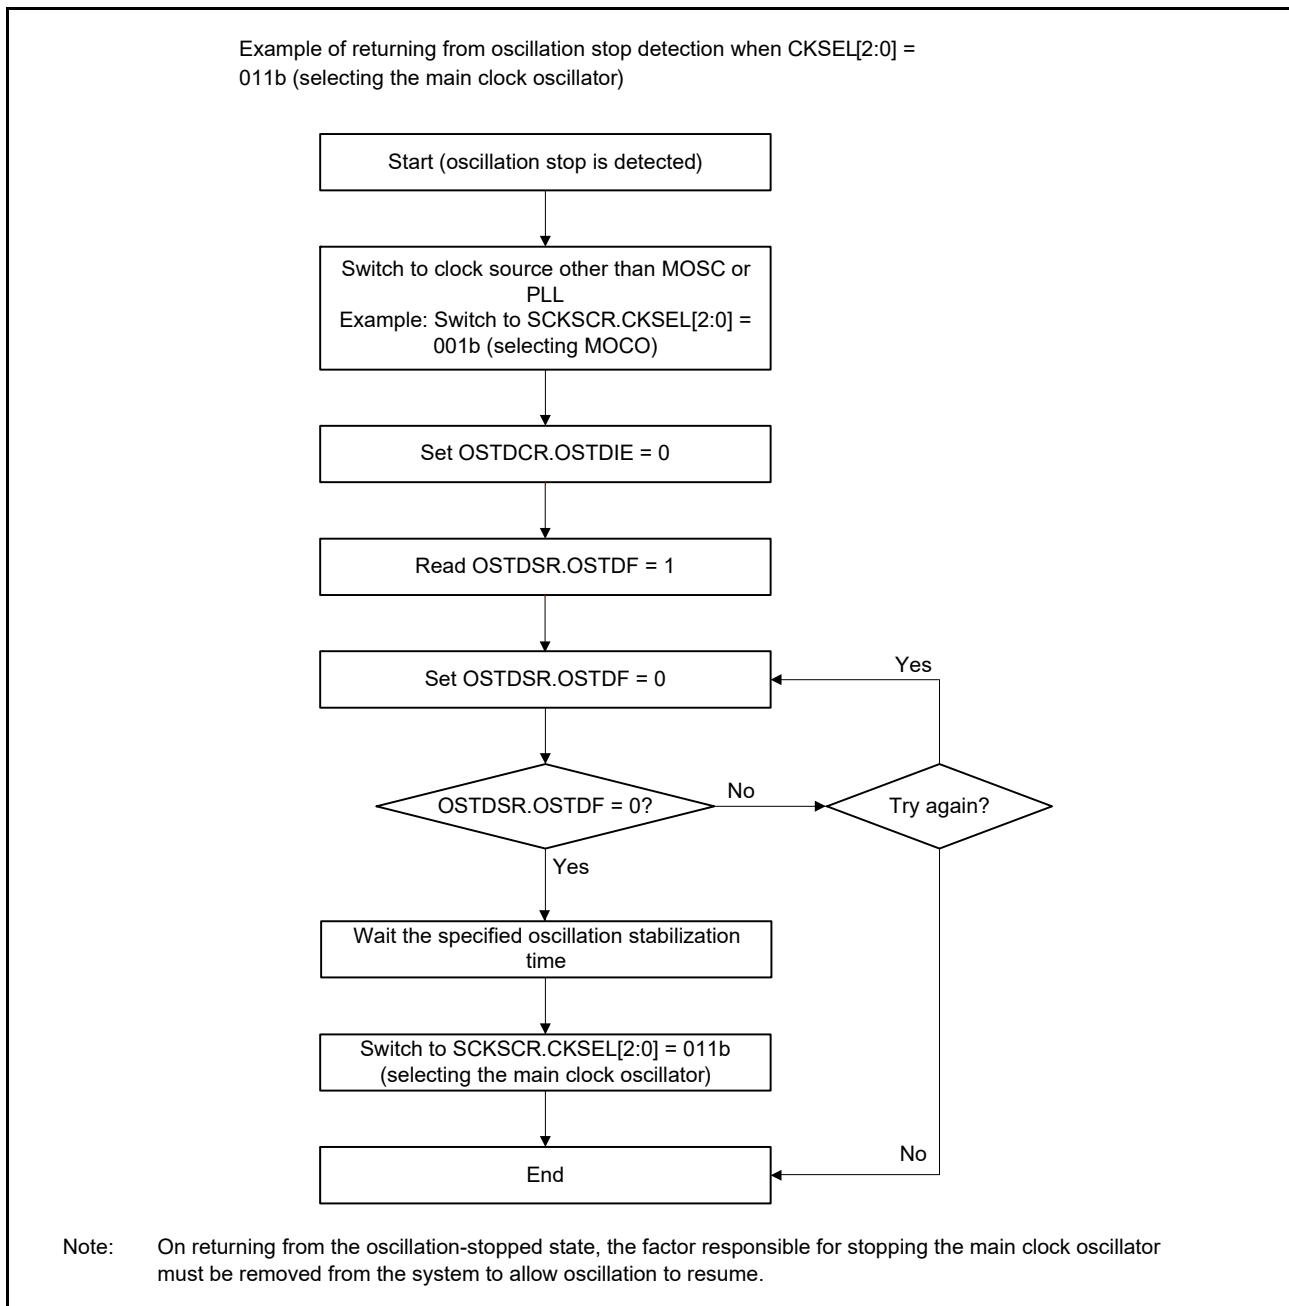 Example of returning from oscillation stop detection when CKSEL[2:0] =
011b (selecting the main clock oscillator)
Start (oscillation stop is detected)
Switch to clock source other than MOSC or
PLL
Example: Switch to SCKSCR.CKSEL[2:0] =
001b (selecting MOCO)
Set OSTDCR.OSTDIE = 0
Read OSTDSR.OSTDF = 1
Set OSTDSR.OSTDF = 0
Yes
OSTDSR.OSTDF = 0?
No
Try again?
Yes
Wait the specified oscillation stabilization
time
Switch to SCKSCR.CKSEL[2:0] = 011b
(selecting the main clock oscillator)
No
End
Note: On returning from the oscillation-stopped state, the factor responsible for stopping the main clock oscillator
must be removed from the system to allow oscillation to resume.